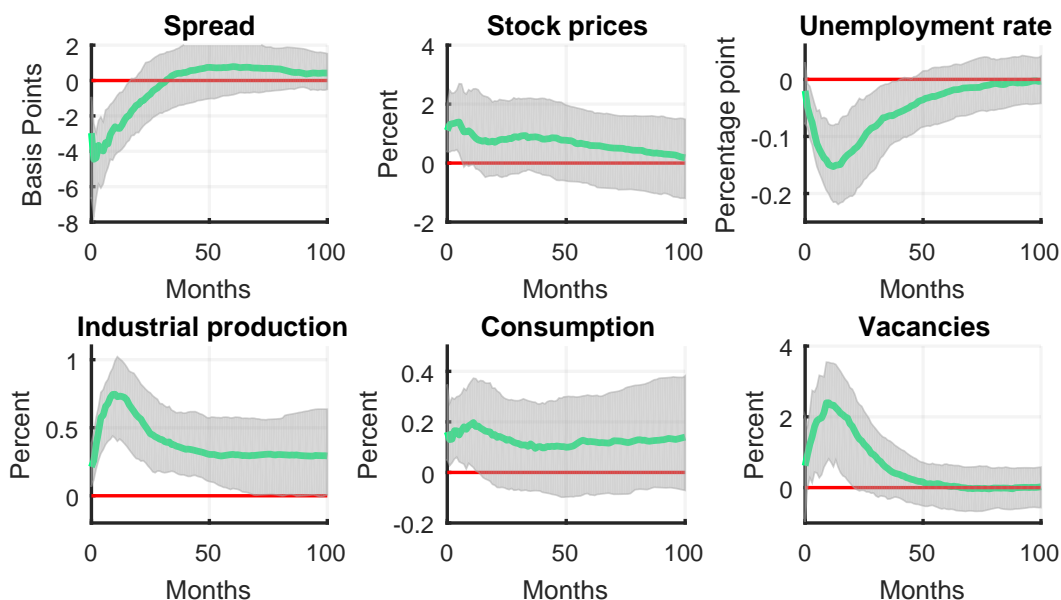 Spread
Basis Points
2
0
-2
-4
-6
-8
0
50
100
Months
Stock prices
Percent
4
2
0
-2
0
50
100
Months
Unemployment rate
Percentage point
0
-0.1
-0.2
0
50
100
Months
Industrial production
Percent
1
0.5
0
0
50
100
Months
Consumption
Percent
0.4
0.2
0
-0.2
0
50
100
Months
Vacancies
Percent
4
2
0
0
50
100
Months